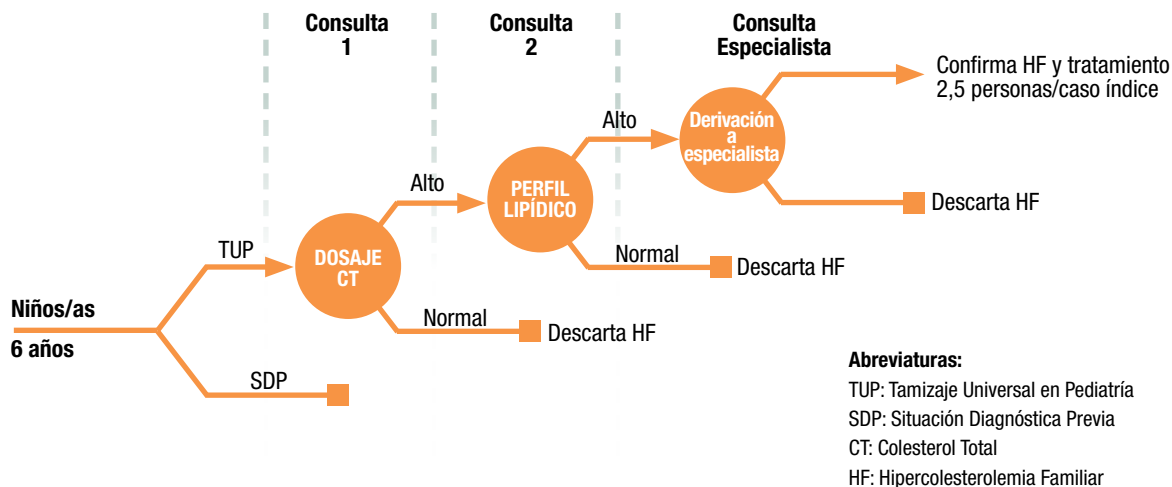 Consulta
1
Consulta
2
Consulta
Especialista
Confirma HF y tratamiento
2,5 personas/caso índice
Derivación
a
especialista
Alto
Descarta HF
Alto
PERFIL
LIPÍDICO
Normal
Descarta HF
TUP
DOSAJE
CT
Normal
Descarta HF
Niños/as
6 años
SDP
Abreviaturas:
TUP: Tamizaje Universal en Pediatría
SDP: Situación Diagnóstica Previa
CT: Colesterol Total
HF: Hipercolesterolemia Familiar